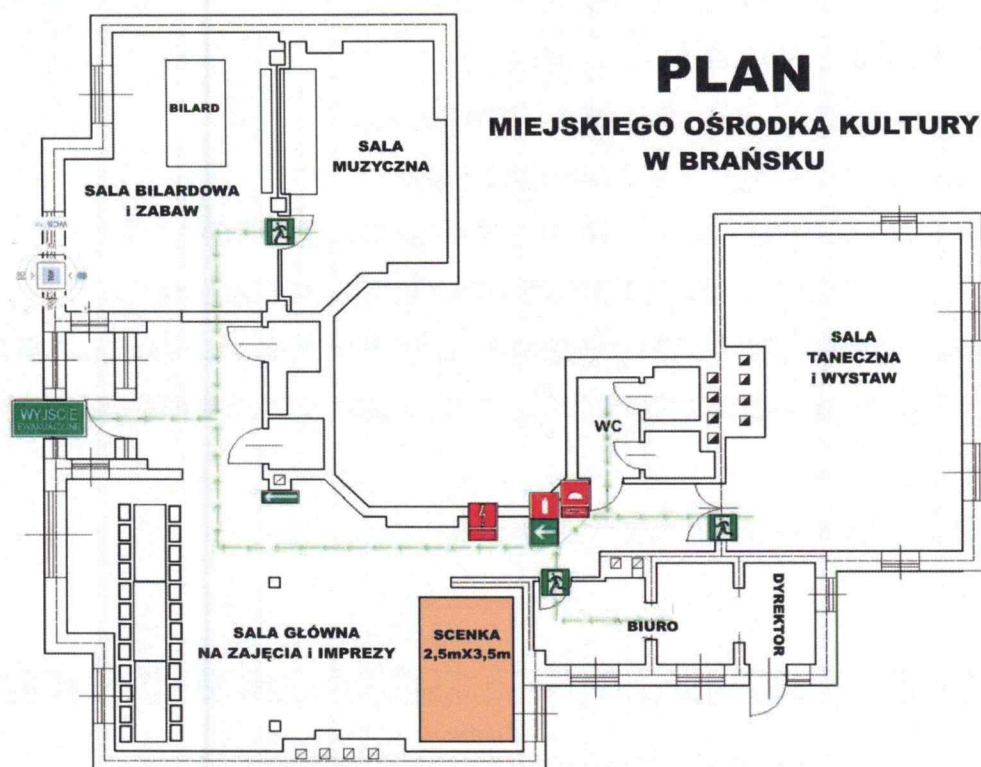 PLAN
MIEJSKIEGO OŚRODKA KULTURY
W BRAŃSKU
BILARD
SALA
MUZYCZNA
SALA BILARDOWA
i ZABAW
SALA
TANECZNA
i WYSTAW
WYJŚCIE
EWAKUACYJNE
WC
SALA GŁÓWNA
NA ZAJĘCIA i IMPREZY
SCENKA
2,5mX3,5m
BIURO
DYREKTOR